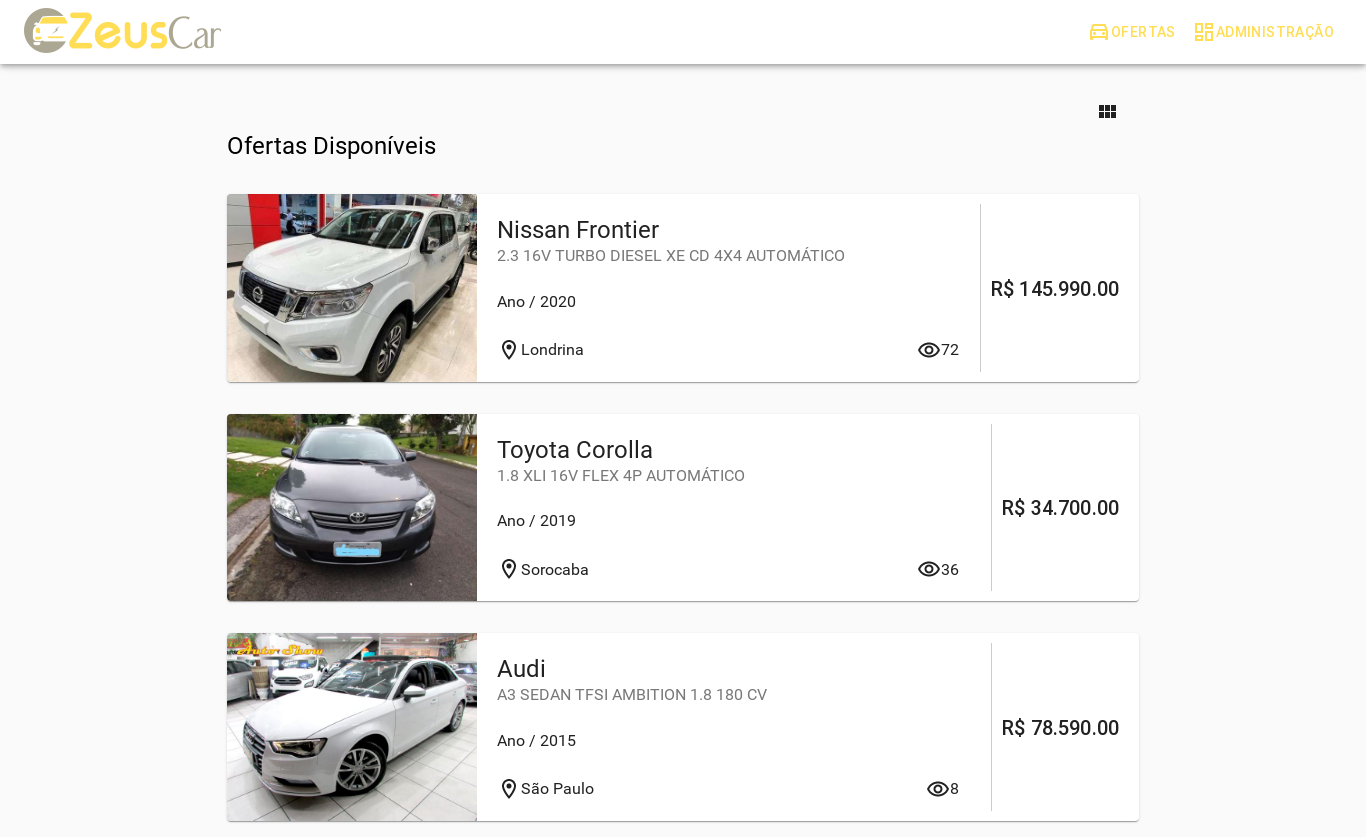 ZeusCar
OFERTAS
ADMINISTRAÇÃO
Ofertas Disponíveis
Nissan Frontier
2.3 16V TURBO DIESEL XE CD 4X4 AUTOMÁTICO
Ano / 2020
Londrina
72
R$ 145.990.00
Toyota Corolla
1.8 XLI 16V FLEX 4P AUTOMÁTICO
Ano / 2019
Sorocaba
36
R$ 34.700.00
Auto Show
Audi
A3 SEDAN TFSI AMBITION 1.8 180 CV
Ano / 2015
São Paulo
8
R$ 78.590.00